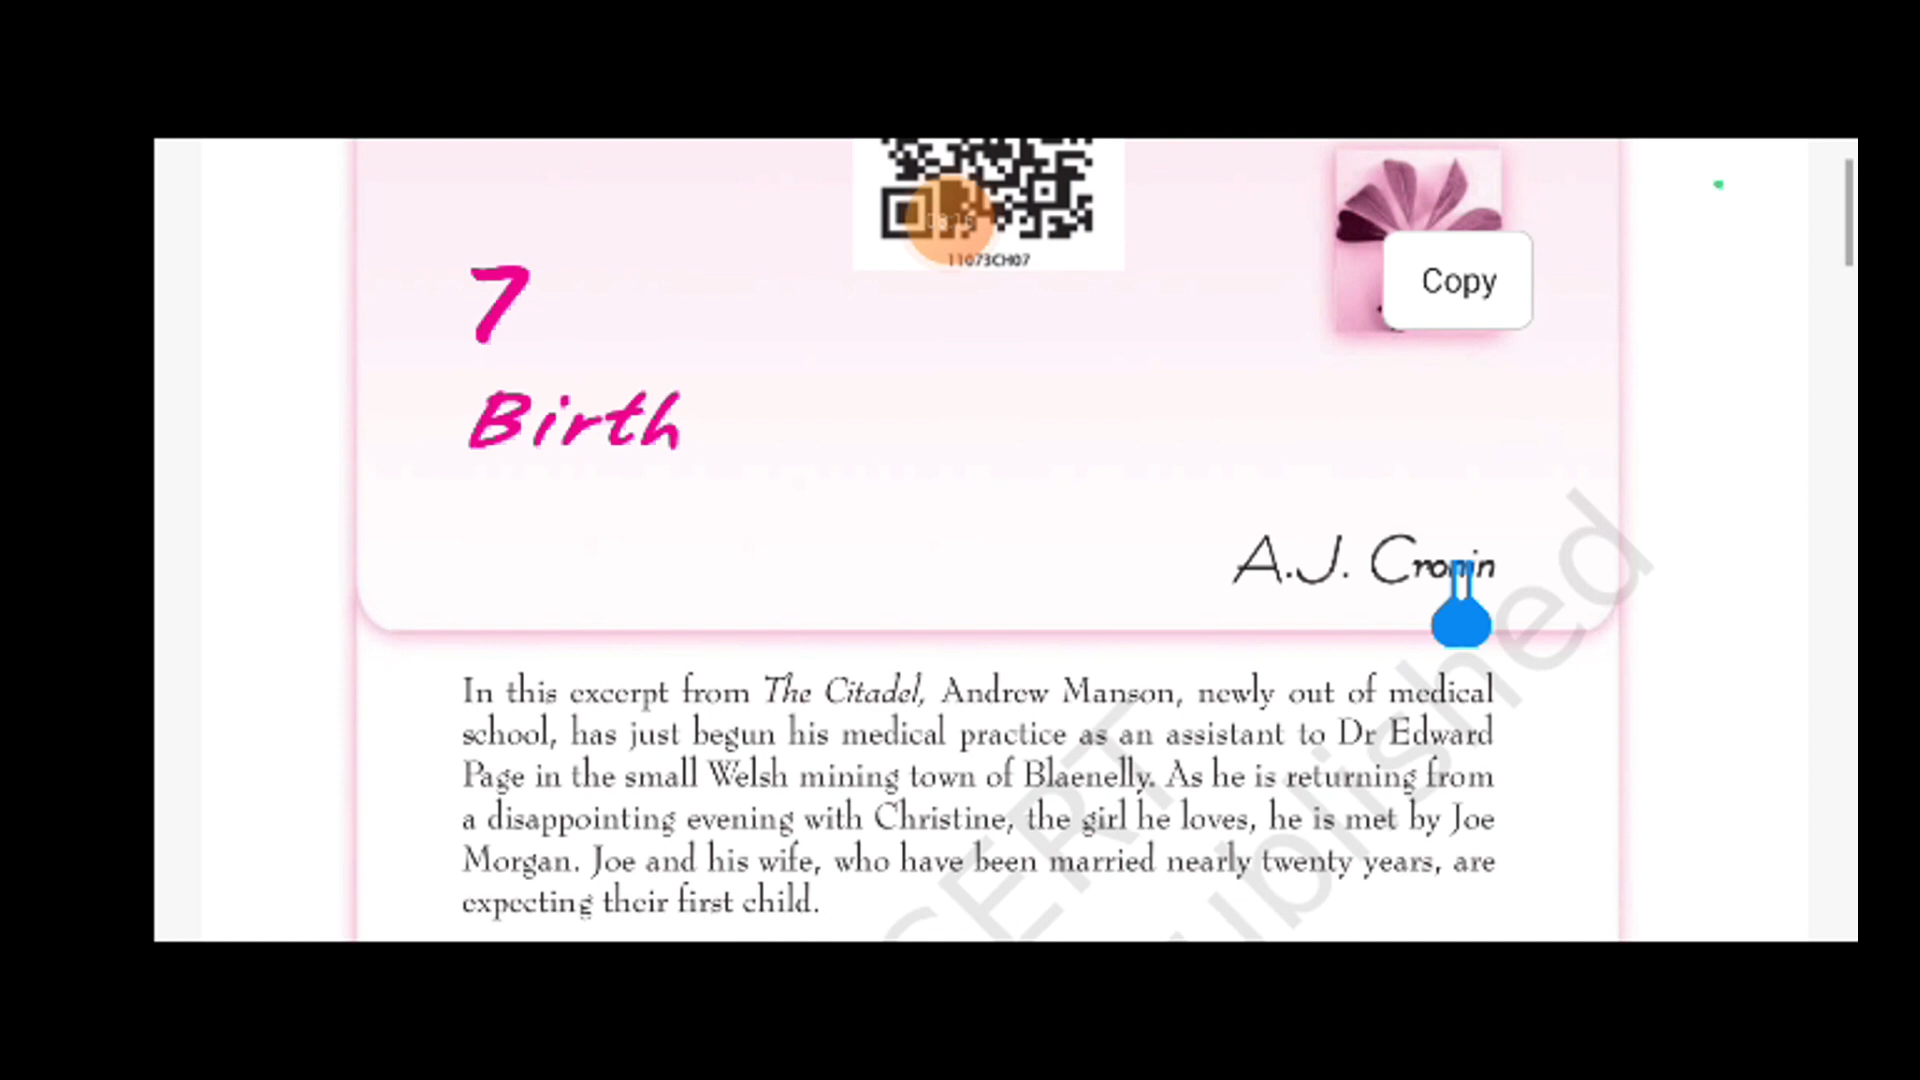 11073CH07
Copy
7
Birth
A.J. Cronin
In this excerpt from The Citadel, Andrew Manson, newly out of medical
school, has just begun his medical practice as an assistant to Dr Edward
Page in the small Welsh mining town of Blaenelly. As he is returning from
a disappointing evening with Christine, the girl he loves, he is met by Joe
Morgan. Joe and his wife, who have been married nearly twenty years, are
expecting their first child.